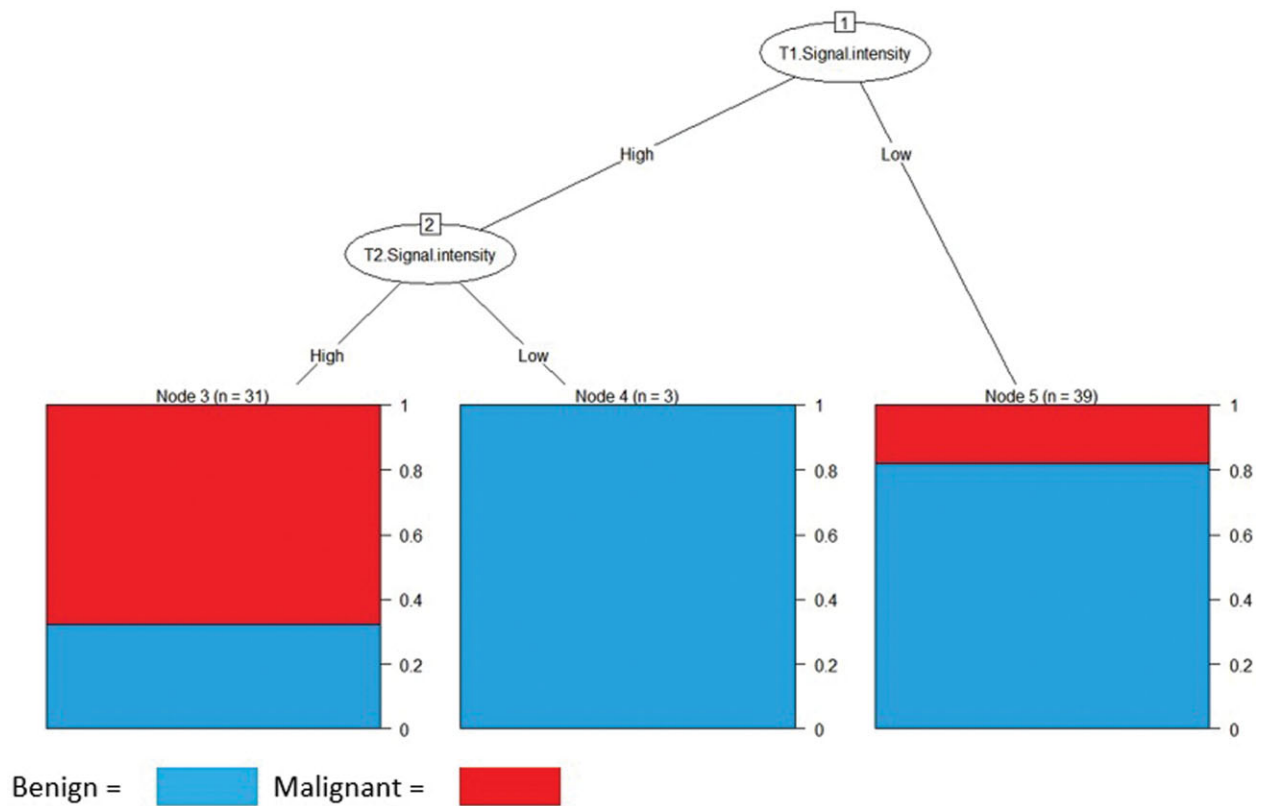 1
T1.Signal.intensity
High
Low
2
T2.Signal.intensity
High
Low
Node 3 (n = 31)
Node 4 (n = 3)
Node 5 (n = 39)
1
0.8
0.6
0.4
0.2
0
1
0.8
0.6
0.4
0.2
0
1
0.8
0.6
0.4
0.2
0
Benign =
Malignant =